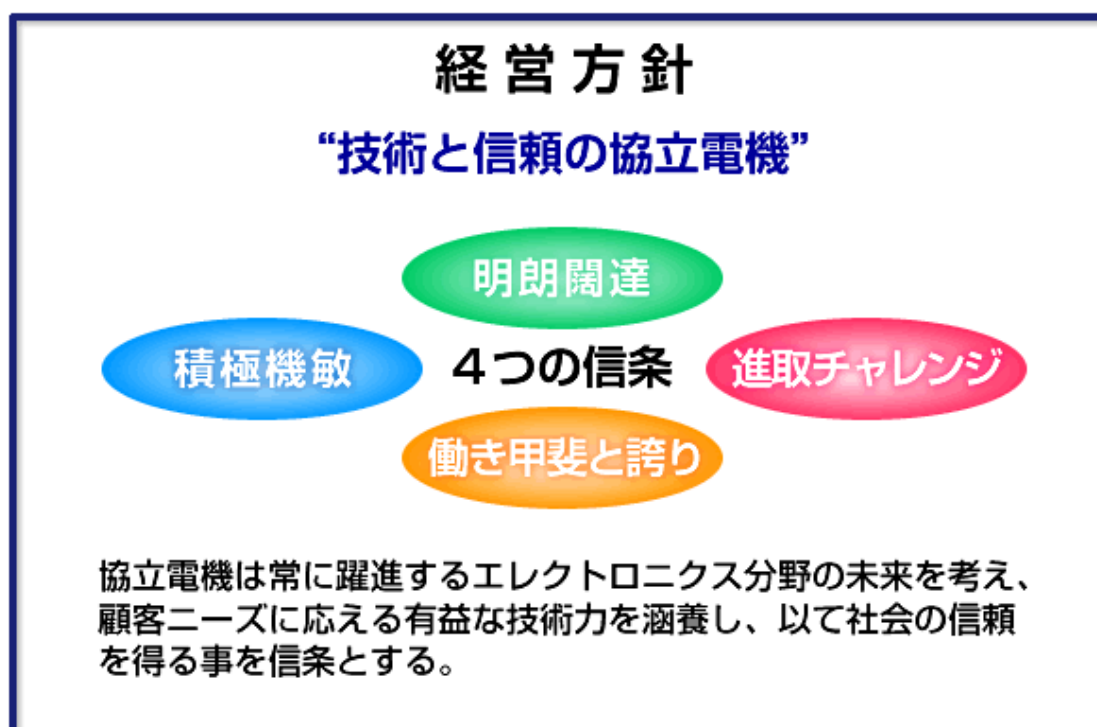 経営方針
“技術と信頼の協立電機”
明朗闊達
積極機敏
4つの信条
進取チャレンジ
働き甲斐と誇り
協立電機は常に躍進するエレクトロニクス分野の未来を考え、
顧客ニーズに応える有益な技術力を涵養し、以て社会の信頼
を得る事を信条とする。